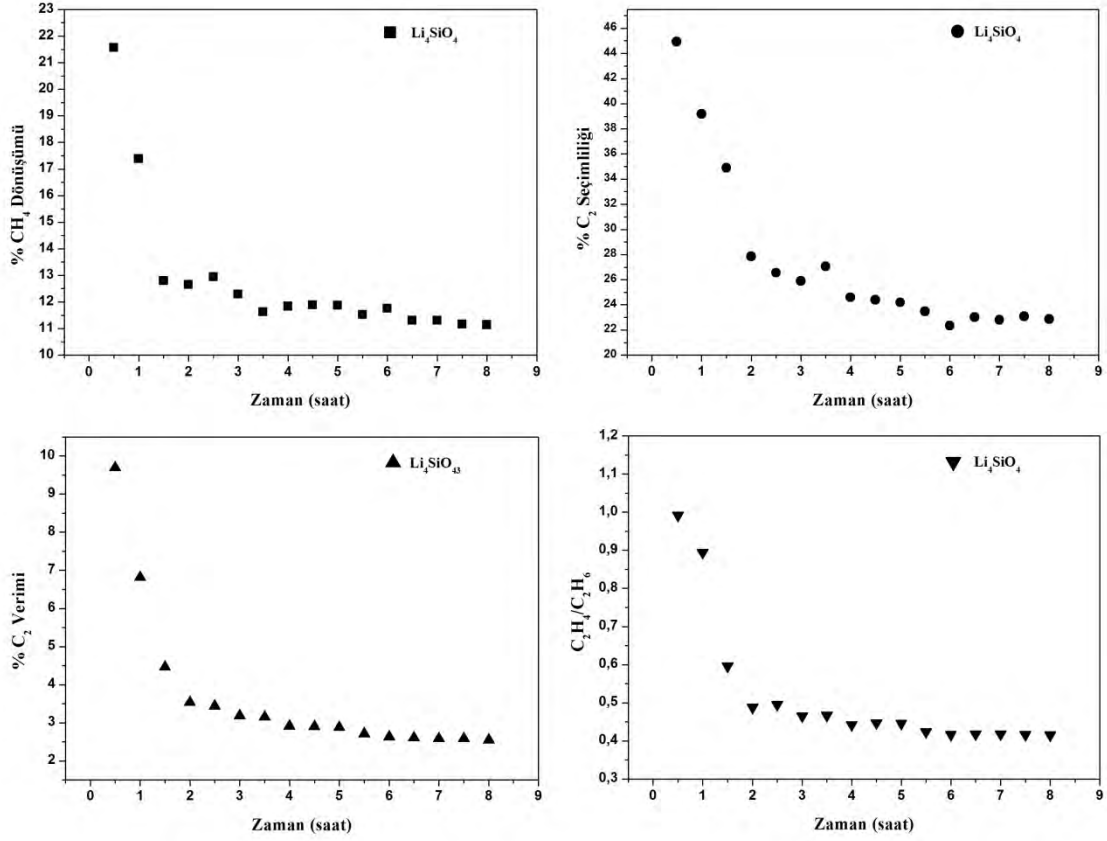 23
22
21
20
19
18
17
16
15
14
13
12
11
10
% CH₄ Dönüşümü
Li₄SiO₄
0 1 2 3 4 5 6 7 8 9
Zaman (saat)
46
44
42
40
38
36
34
32
30
28
26
24
22
20
% C₂ Seçimliliği
Li₄SiO₄
0 1 2 3 4 5 6 7 8 9
Zaman (saat)
10
9
8
7
6
5
4
3
2
% C₂ Verimi
Li₄SiO₄₃
0 1 2 3 4 5 6 7 8 9
Zaman (saat)
1,2
1,1
1,0
0,9
0,8
0,7
0,6
0,5
0,4
0,3
C₂H₄/C₂H₆
Li₄SiO₄
0 1 2 3 4 5 6 7 8 9
Zaman (saat)